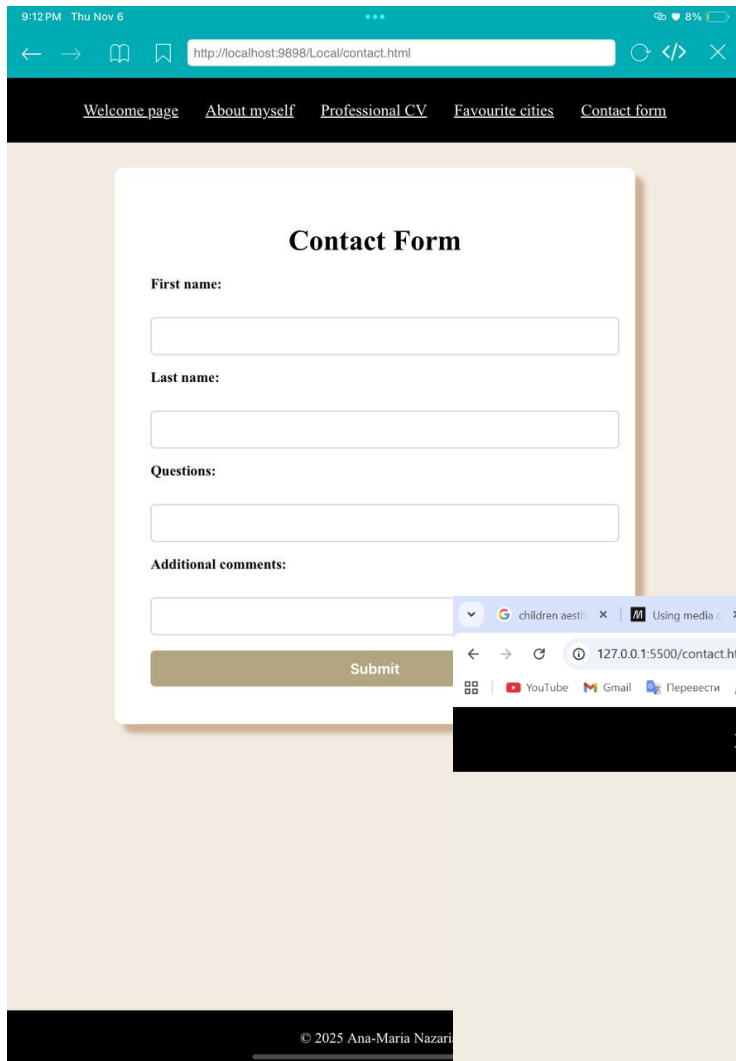 9:12 PM Thu Nov 6 8%
http://localhost:9898/Local/contact.html </>
Welcome page About myself Professional CV Favourite cities Contact form
Contact Form
First name:
Last name:
Questions:
Additional comments:
Submit
children aesth Using media
127.0.0.1:5500/contact.ht
YouTube Gmail Перевести
© 2025 Ana-Maria Nazari